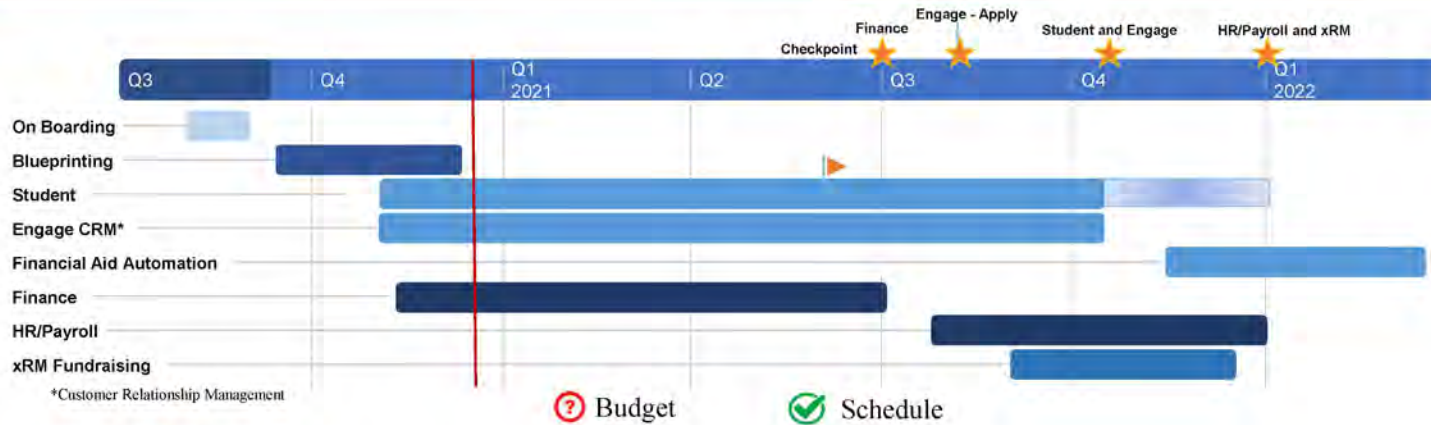 Engage - Apply
Finance
Student and Engage
HR/Payroll and xRM
Checkpoint
Q3
Q4
Q1
2021
Q2
Q3
Q4
Q1
2022
On Boarding
Blueprinting
Student
Engage CRM*
Financial Aid Automation
Finance
HR/Payroll
xRM Fundraising
*Customer Relationship Management
? Budget
Schedule